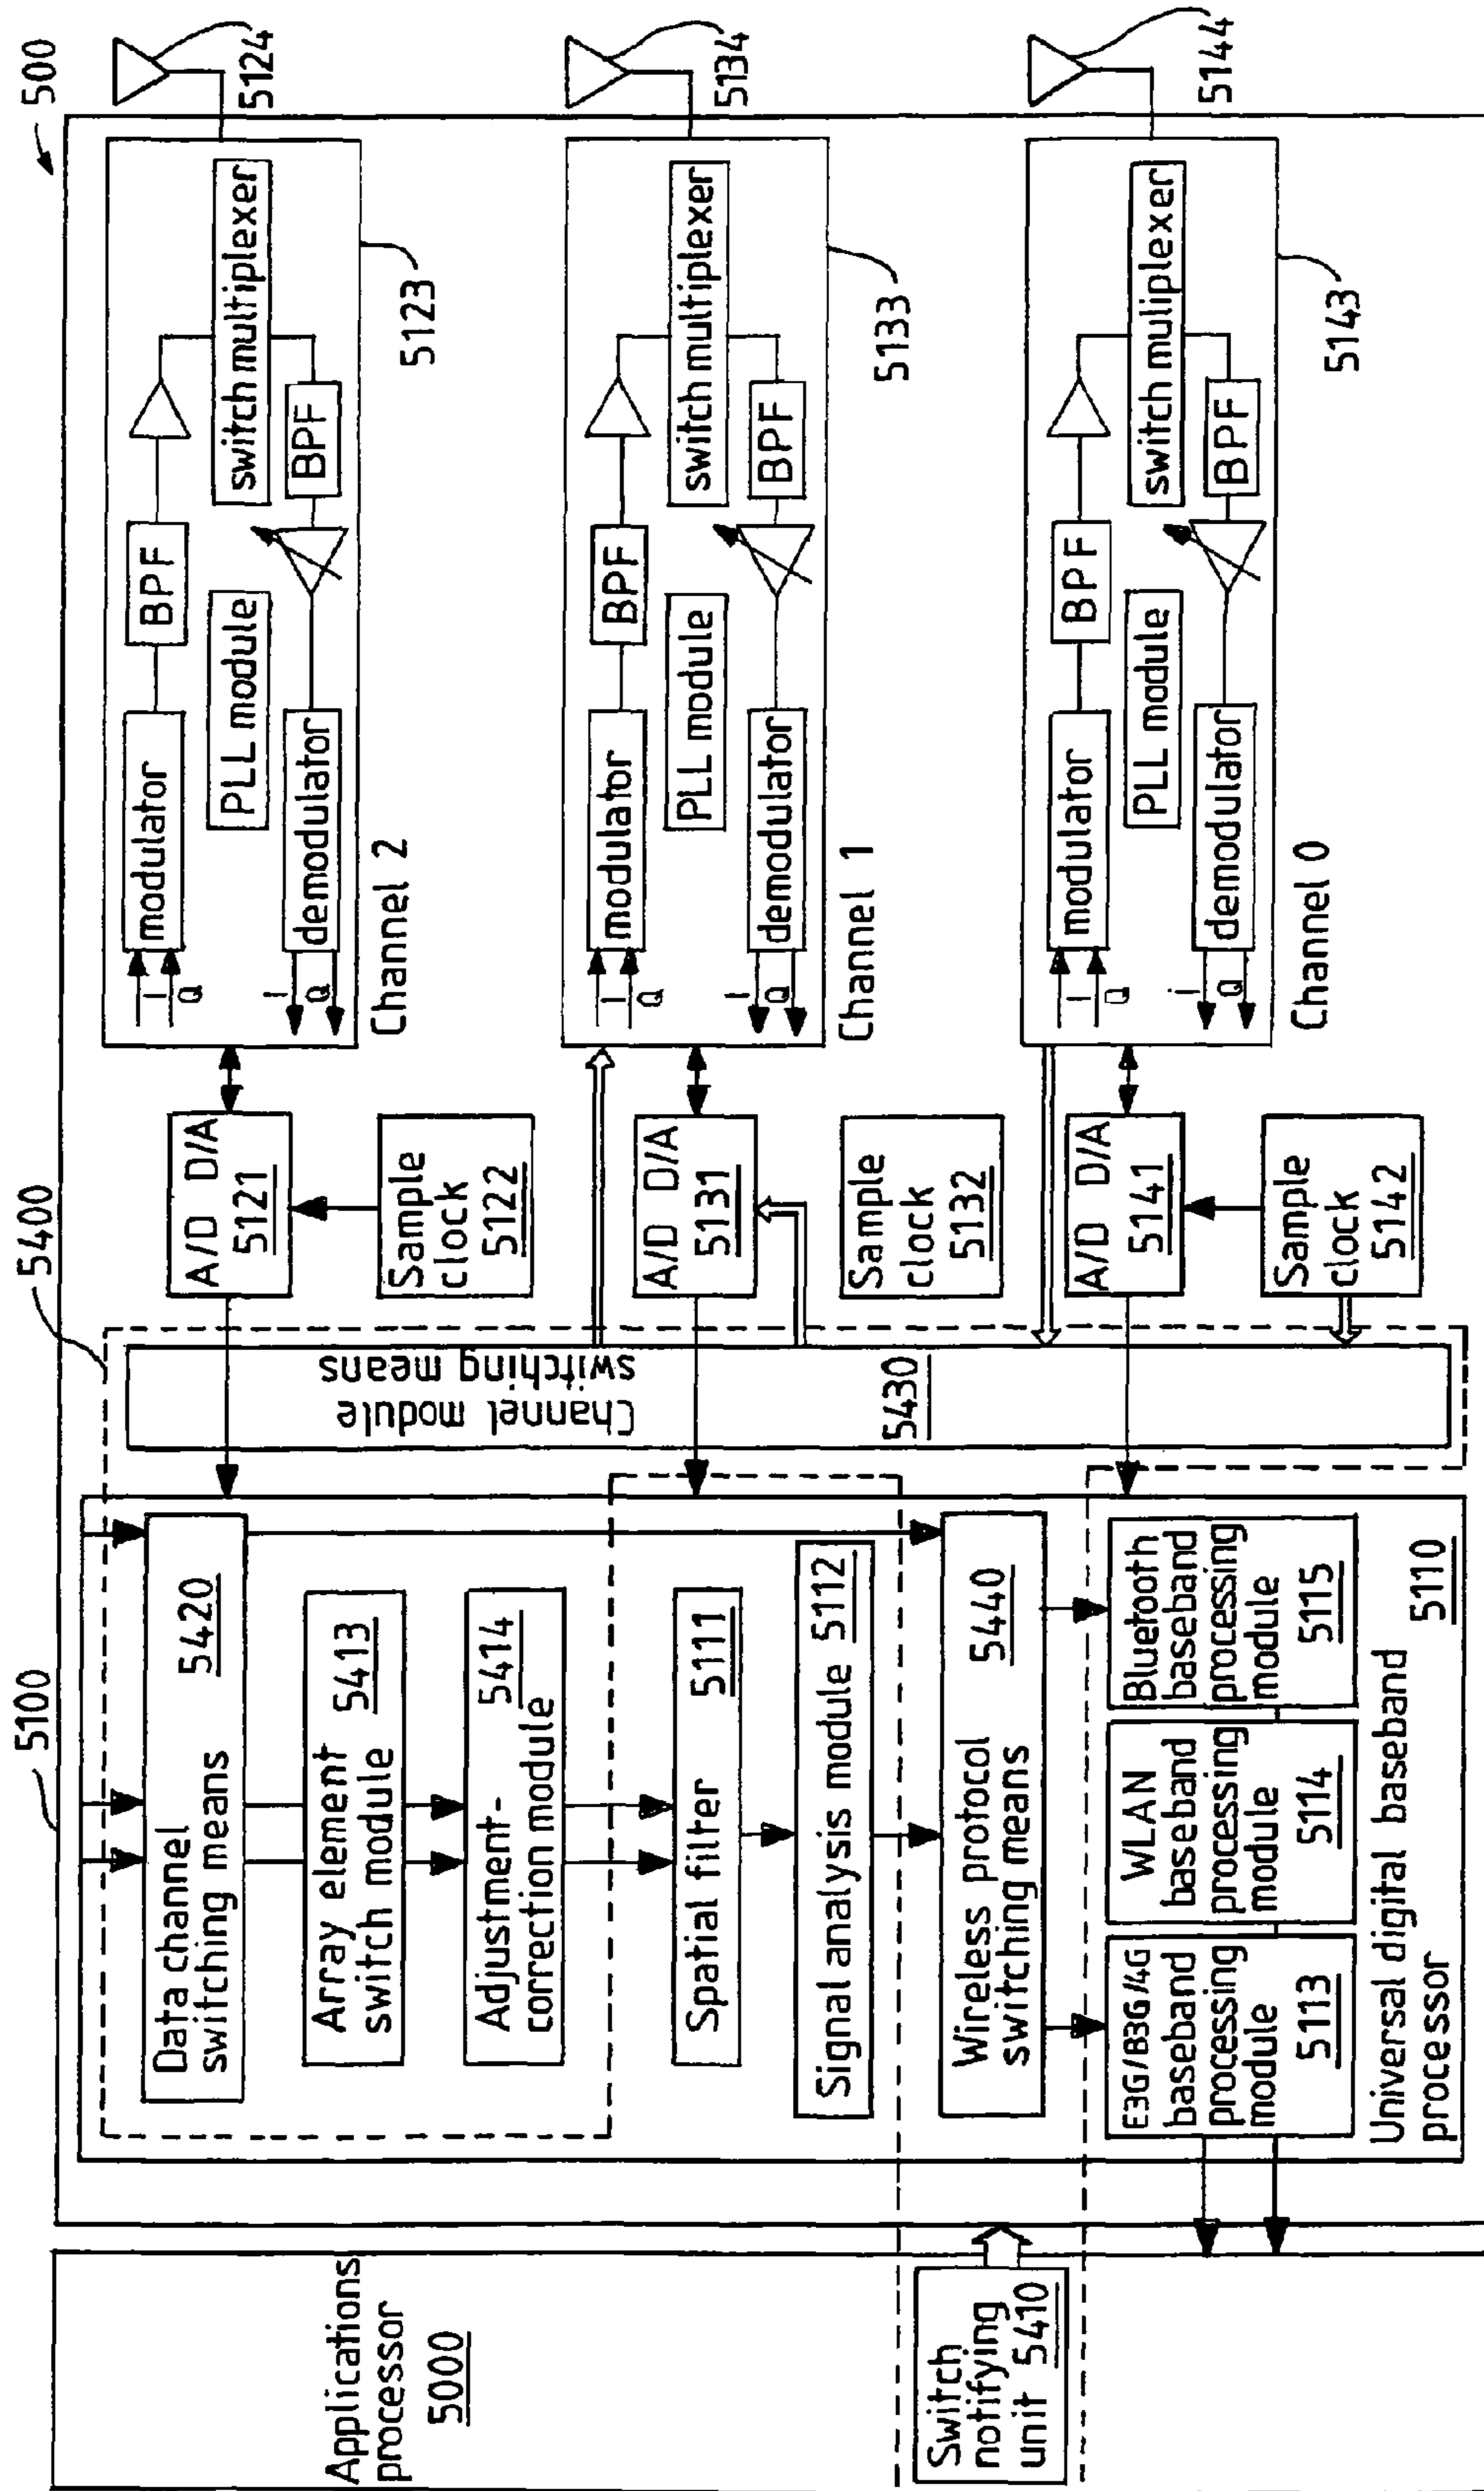 500
5100
5400
Applications
processor
5000
Switch
notifying
unit 5410
Data channel
switching means
5420
Array element
switch module
5413
Adjustment-
correction module
5414
Spatial filter
5111
Signal analysis module 5112
Wireless protocol
switching means
5440
E3G/B3G/4G
baseband
processing
module
5113
WLAN
baseband
processing
module
5114
Bluetooth
baseband
processing
module
5115
Universal digital baseband
processor
5110
Channel module
switching means
5430
A/D D/A
5121
Sample
clock
5122
A/D D/A
5131
Sample
clock
5132
A/D D/A
5141
Sample
clock
5142
modulator
I
Q
BPF
PLL module
switch multiplexer
demodulator
I
Q
BPF
Channel 2
5123
5124
modulator
I
Q
BPF
PLL module
switch multiplexer
demodulator
I
Q
BPF
Channel 1
5133
5134
modulator
I
Q
BPF
PLL module
switch muliplexer
demodulator
i
Q
BPF
Channel 0
5143
5144